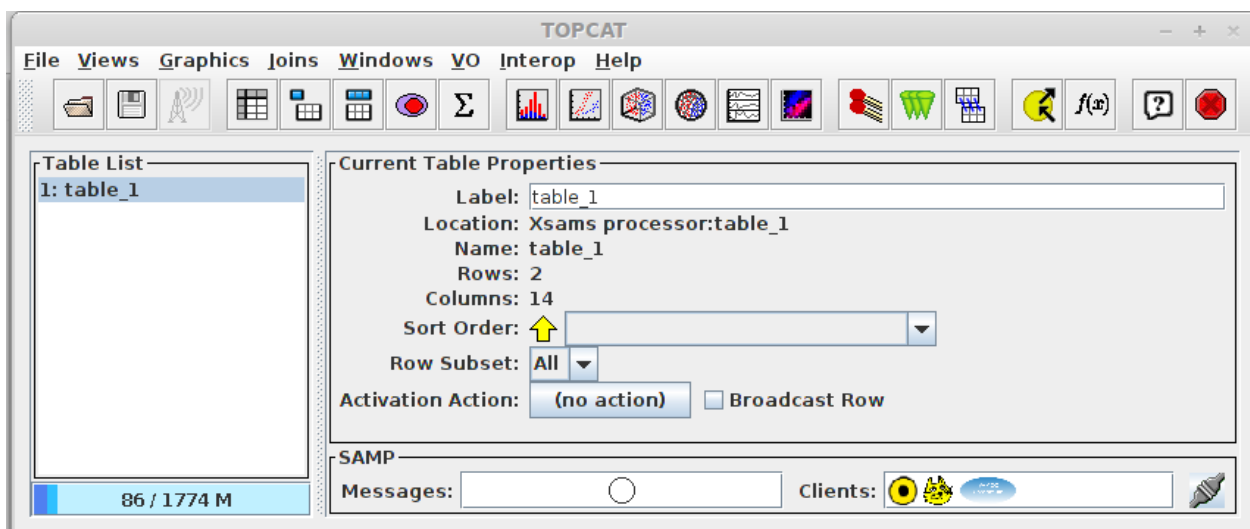 TOPCAT
File Views Graphics Joins Windows VO Interop Help
Σ f(x) ?
Table List
1: table_1
86 / 1774 M
Current Table Properties
Label: table_1
Location: Xsams processor:table_1
Name: table_1
Rows: 2
Columns: 14
Sort Order:
Row Subset: All
Activation Action: (no action) Broadcast Row
SAMP
Messages: Clients: